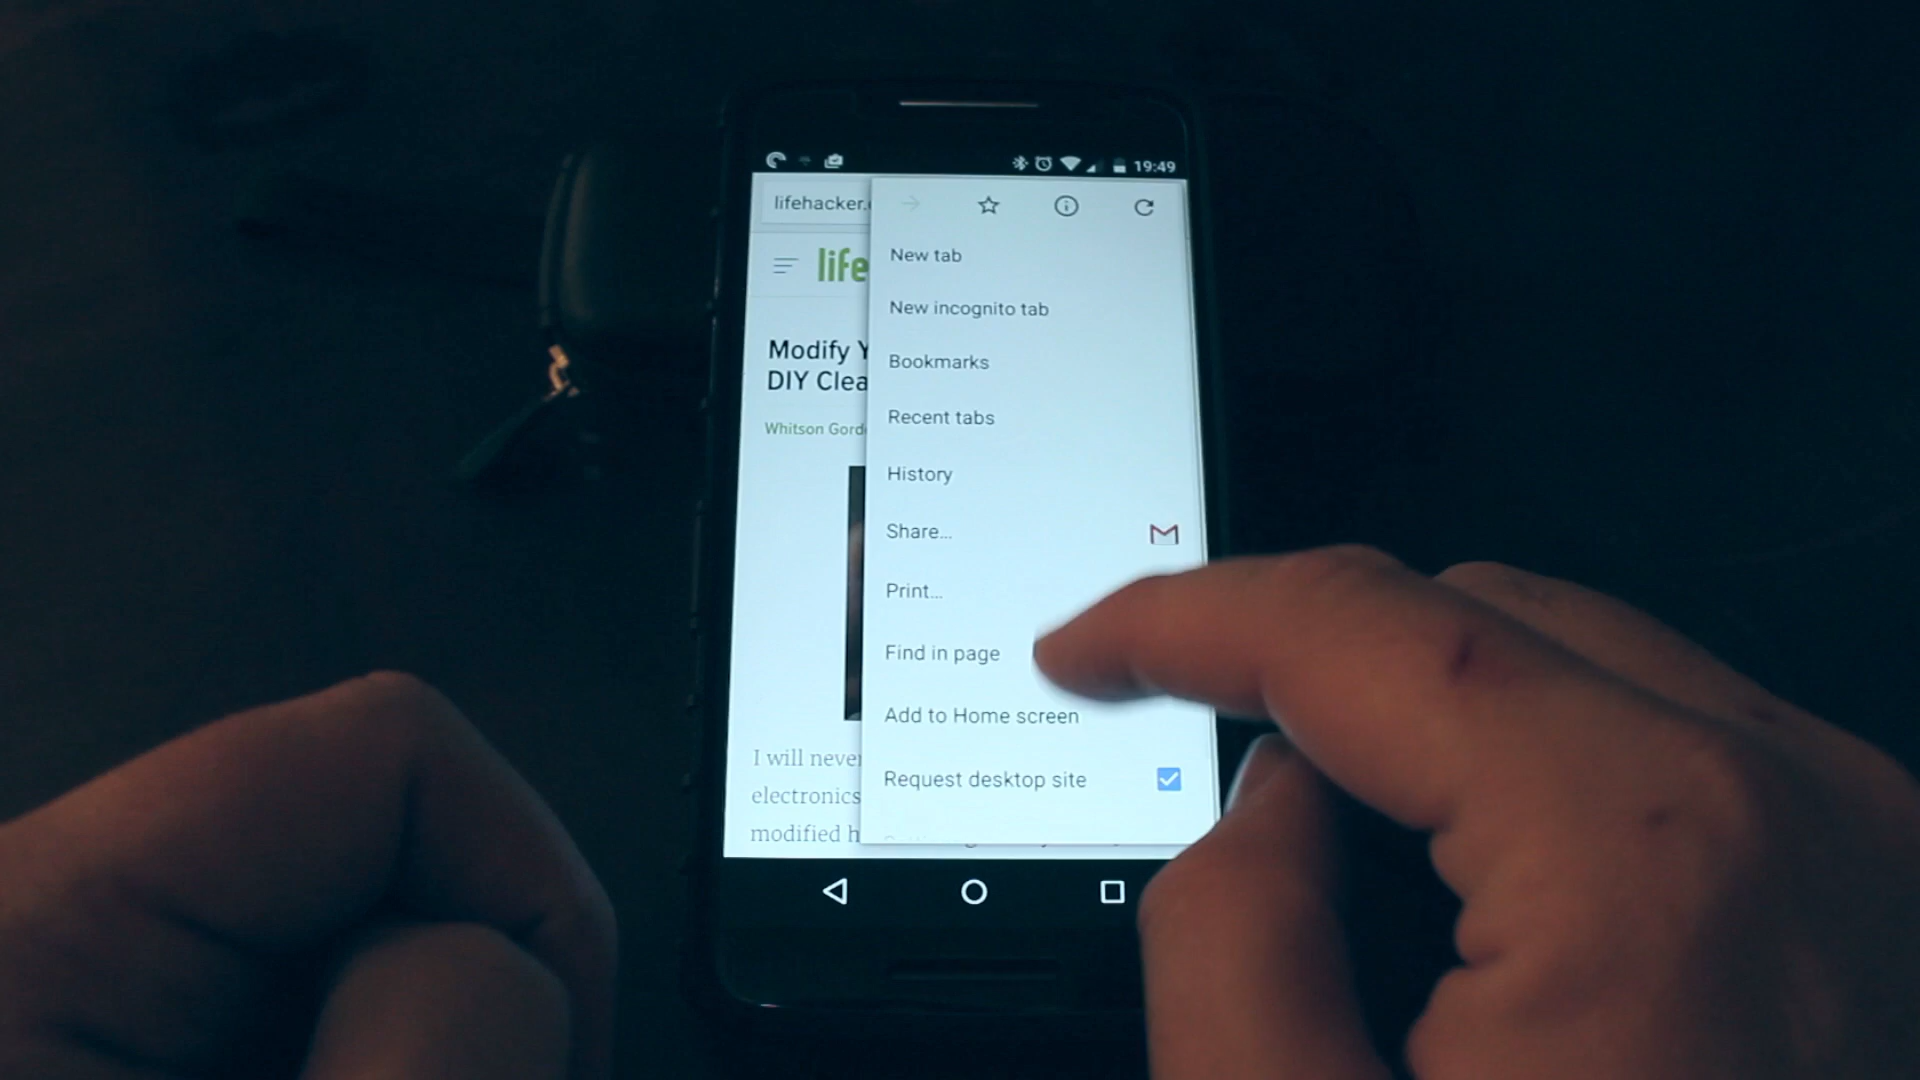 19:49
lifehacker.
life
New tab
New incognito tab
Modify
DIY Clea
Bookmarks
Recent tabs
Whitson Gord
History
Share...
Print...
Find in page
Add to Home screen
I will never
Request desktop site
electronics
modified h